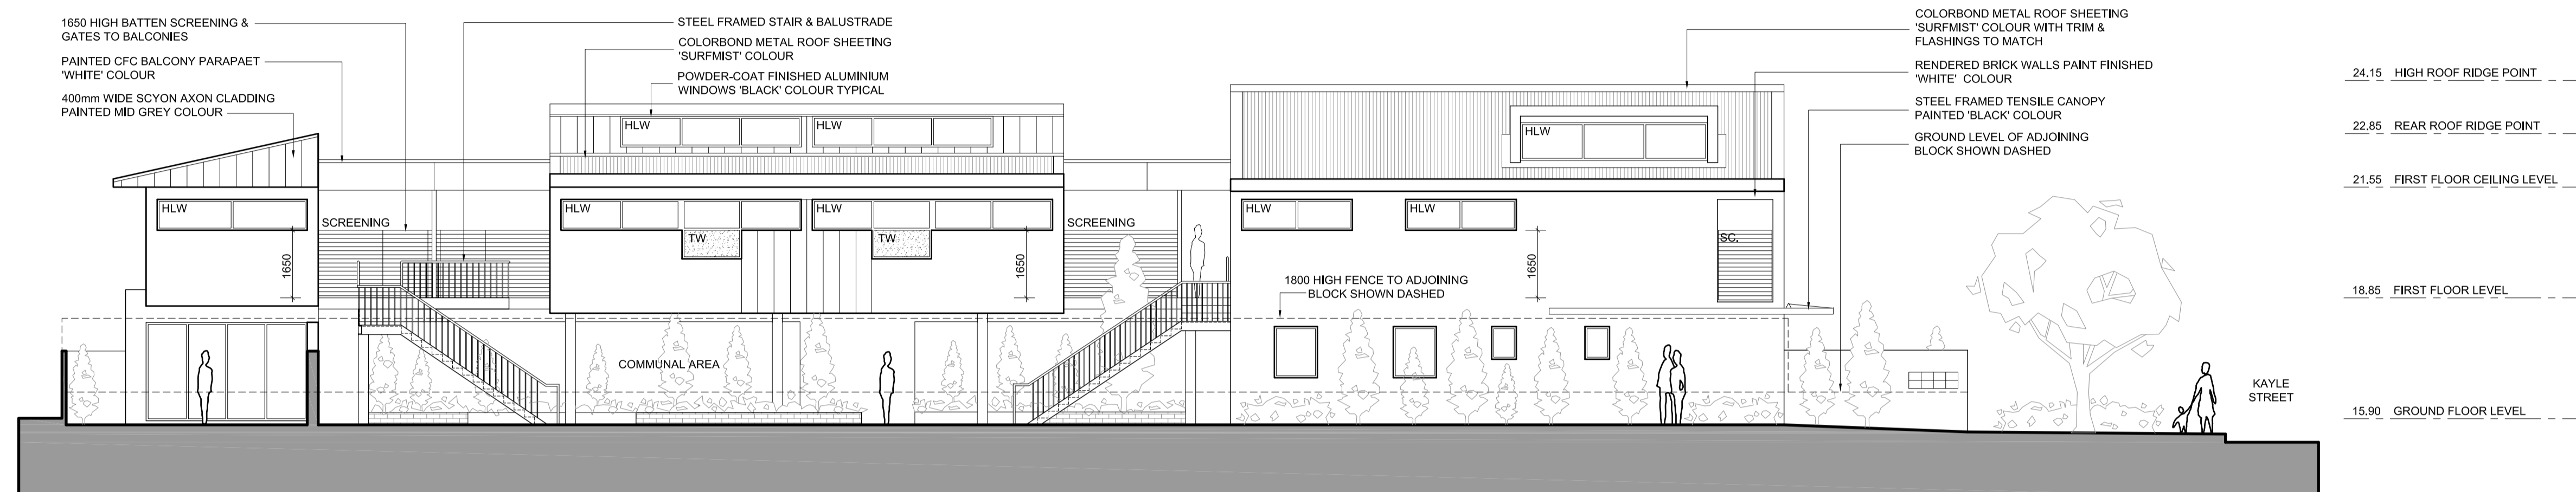 1650 HIGH BATTEN SCREENING &
GATES TO BALCONIES
PAINTED CFC BALCONY PARAPAET
'WHITE' COLOUR
400mm WIDE SCYON AXON CLADDING
PAINTED MID GREY COLOUR
STEEL FRAMED STAIR & BALUSTRADE
COLORBOND METAL ROOF SHEETING
'SURFMIST' COLOUR
POWDER-COAT FINISHED ALUMINIUM
WINDOWS 'BLACK' COLOUR TYPICAL
COLORBOND METAL ROOF SHEETING
'SURFMIST' COLOUR WITH TRIM &
FLASHINGS TO MATCH
RENDERED BRICK WALLS PAINT FINISHED
'WHITE' COLOUR
STEEL FRAMED TENSILE CANOPY
PAINTED 'BLACK' COLOUR
GROUND LEVEL OF ADJOINING
BLOCK SHOWN DASHED
24.15 HIGH ROOF RIDGE POINT
22.85 REAR ROOF RIDGE POINT
21.55 FIRST FLOOR CEILING LEVEL
18.85 FIRST FLOOR LEVEL
15.90 GROUND FLOOR LEVEL
HLW
HLW
HLW
HLW
HLW
HLW
HLW
HLW
SCREENING
SCREENING
TW
TW
SC.
1650
1650
1650
1800 HIGH FENCE TO ADJOINING
BLOCK SHOWN DASHED
COMMUNAL AREA
KAYLE
STREET